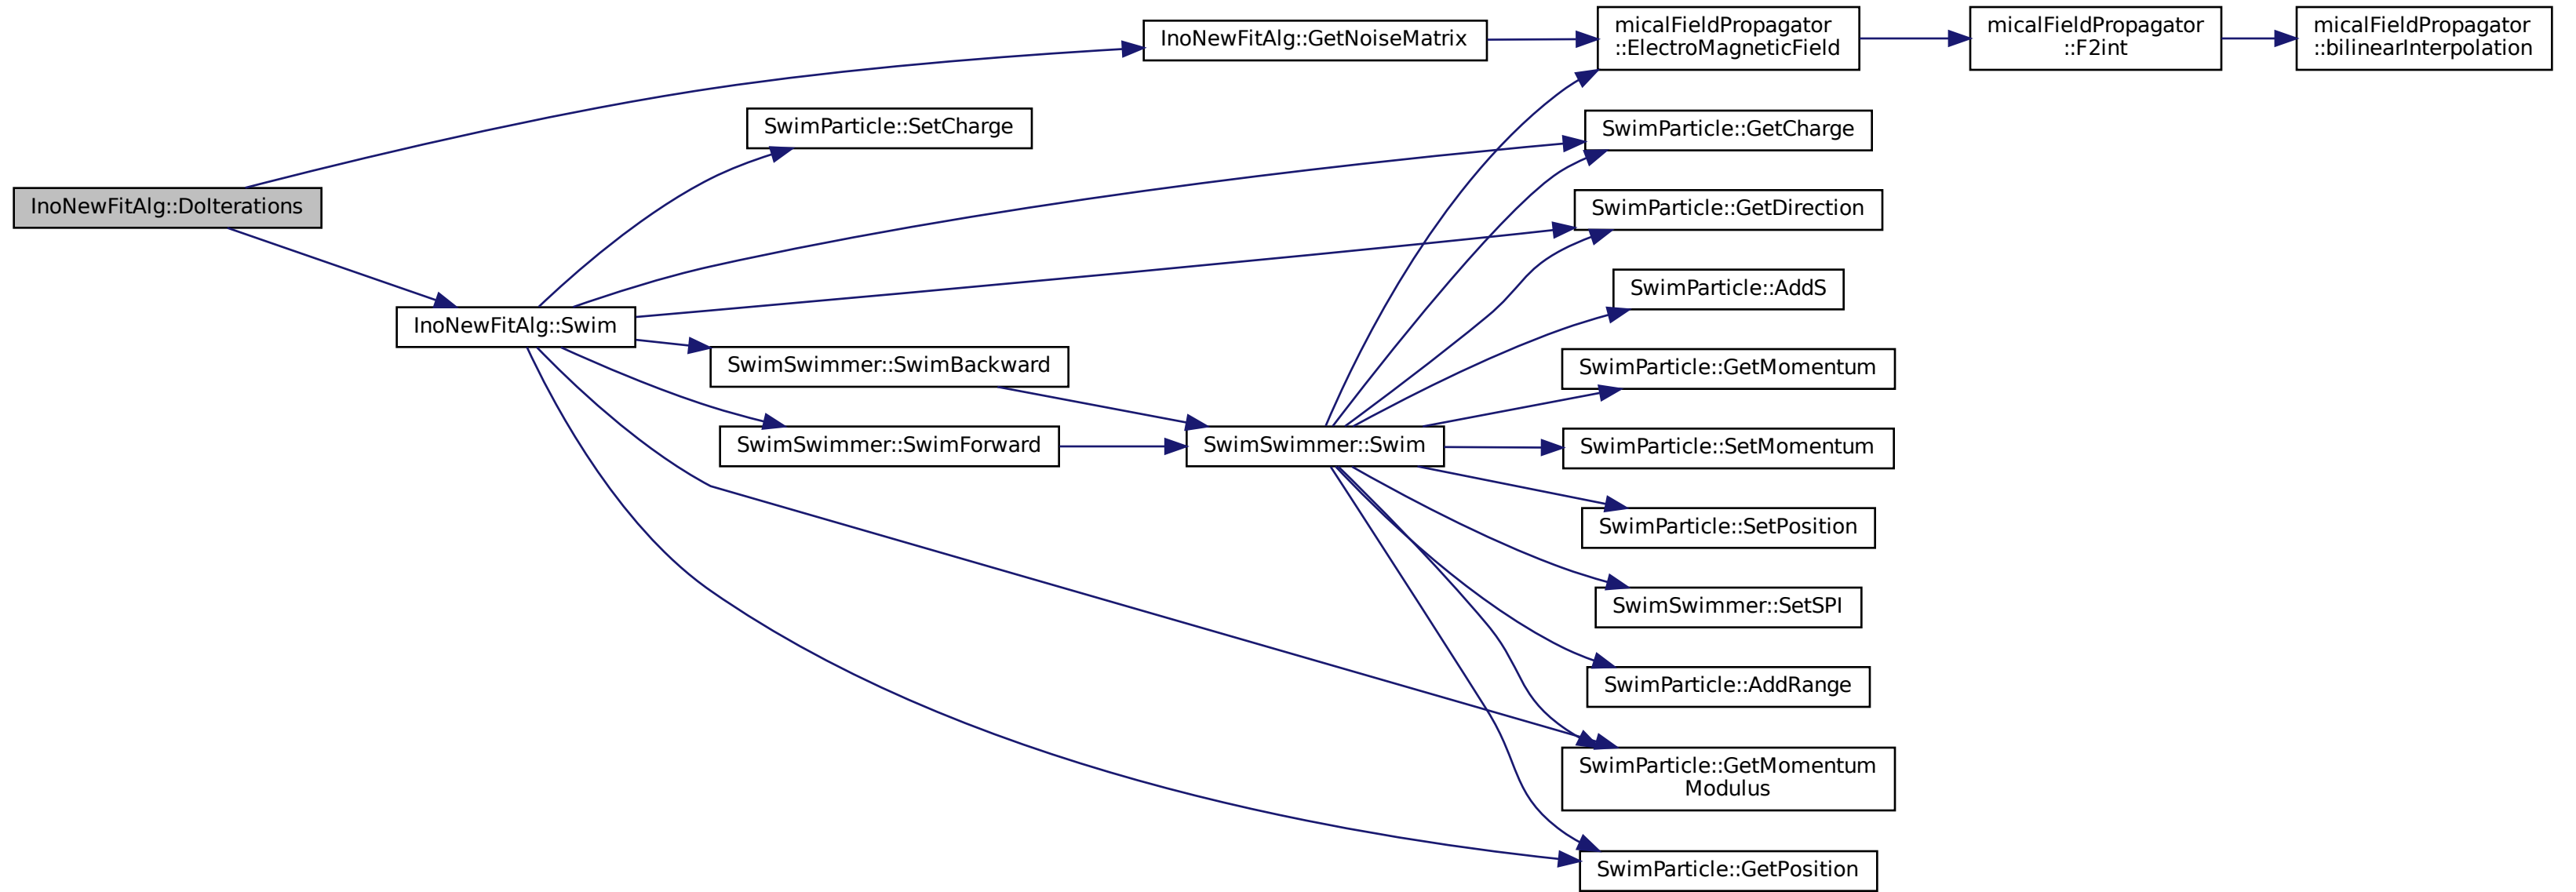 InoNewFitAlg::DoIterations
InoNewFitAlg::GetNoiseMatrix
micalFieldPropagator
::ElectroMagneticField
micalFieldPropagator
::F2int
micalFieldPropagator
::bilinearInterpolation
InoNewFitAlg::Swim
SwimParticle::SetCharge
SwimParticle::GetCharge
SwimParticle::GetDirection
SwimSwimmer::SwimBackward
SwimSwimmer::SwimForward
SwimSwimmer::Swim
SwimParticle::AddS
SwimParticle::GetMomentum
SwimParticle::SetMomentum
SwimParticle::SetPosition
SwimSwimmer::SetSPI
SwimParticle::AddRange
SwimParticle::GetMomentum
Modulus
SwimParticle::GetPosition